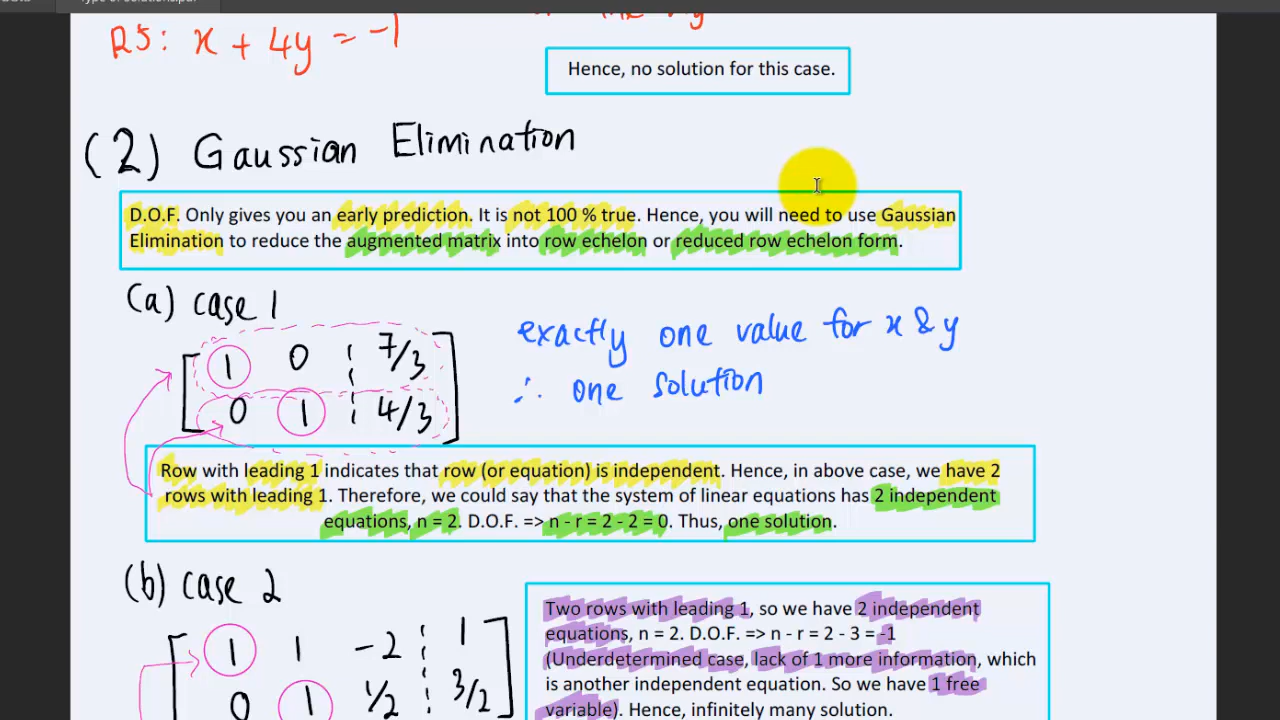 Type of Solutions.pdf
R5: x + 4y = -1
Hence, no solution for this case.
(2) Gaussian Elimination
D.O.F. Only gives you an early prediction. It is not 100 % true. Hence, you will need to use Gaussian
Elimination to reduce the augmented matrix into row echelon or reduced row echelon form.
(a) case 1
1 0 ¦ 7/3
0 1 ¦ 4/3
exactly one value for x & y
∴ one solution
Row with leading 1 indicates that row (or equation) is independent. Hence, in above case, we have 2
rows with leading 1. Therefore, we could say that the system of linear equations has 2 independent
equations, n = 2. D.O.F. => n - r = 2 - 2 = 0. Thus, one solution.
(b) case 2
1 1 -2 ¦ 1
0 1 1/2 ¦ 3/2
Two rows with leading 1, so we have 2 independent
equations, n = 2. D.O.F. => n - r = 2 - 3 = -1
(Underdetermined case, lack of 1 more information, which
is another independent equation. So we have 1 free
variable). Hence, infinitely many solution.